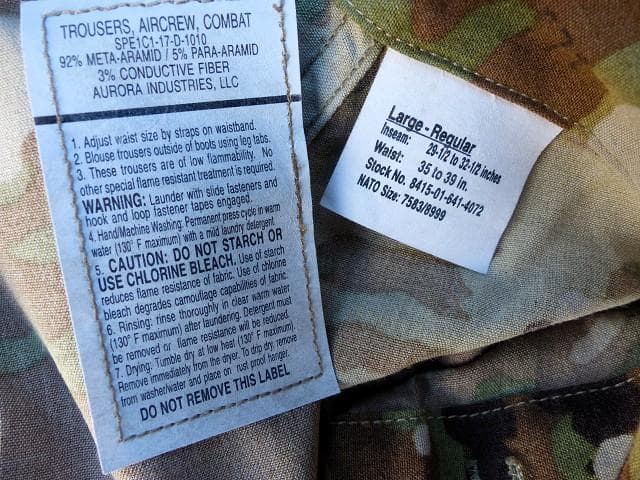 TROUSERS, AIRCREW, COMBAT
SPE1C1-17-D-1010
92% META-ARAMID / 5% PARA-ARAMID
3% CONDUCTIVE FIBER
AURORA INDUSTRIES, LLC
1. Adjust waist size by straps on waistband.
2. Blouse trousers outside of boots using leg tabs.
3. These trousers are of low flammability. No
other special flame resistant treatment is required.
WARNING: Launder with slide fasteners and
hook and loop fastener tapes engaged.
4. Hand/Machine Washing: Permanent press cycle in warm
water (130° F maximum) with a mild laundry detergent.
5. CAUTION: DO NOT STARCH OR
USE CHLORINE BLEACH. Use of starch
reduces flame resistance of fabric. Use of chlorine
bleach degrades camouflage capabilities of fabric.
6. Rinsing: rinse thoroughly in clear warm water
(130° F maximum) after laundering. Detergent must
be removed or flame resistance will be reduced.
7. Drying: Tumble dry at low heat (130° F maximum).
Remove immediately from the dryer. To drip dry, remove
from washer/water and place on rust proof hanger.
DO NOT REMOVE THIS LABEL
Large - Regular
Inseam: 29-1/2 to 32-1/2 inches
Waist: 35 to 39 in.
Stock No. 8415-01-641-4072
NATO Size: 7583/8999